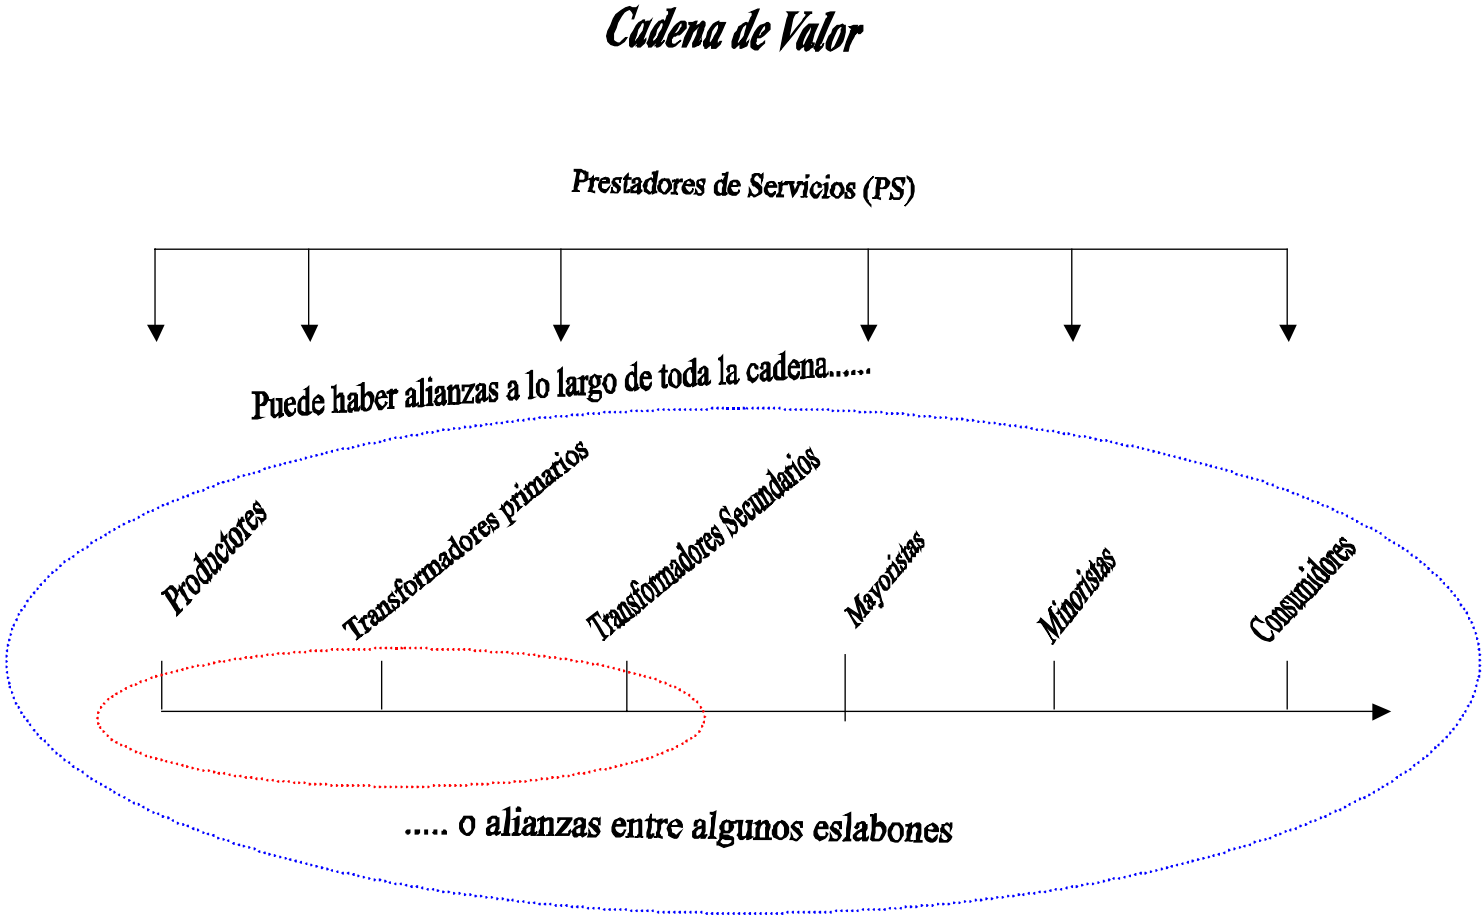 Cadena de Valor
Prestadores de Servicios (PS)
Puede haber alianzas a lo largo de toda la cadena......
Productores
Transformadores primarios
Transformadores Secundarios
Mayoristas
Minoristas
Consumidores
..... o alianzas entre algunos eslabones